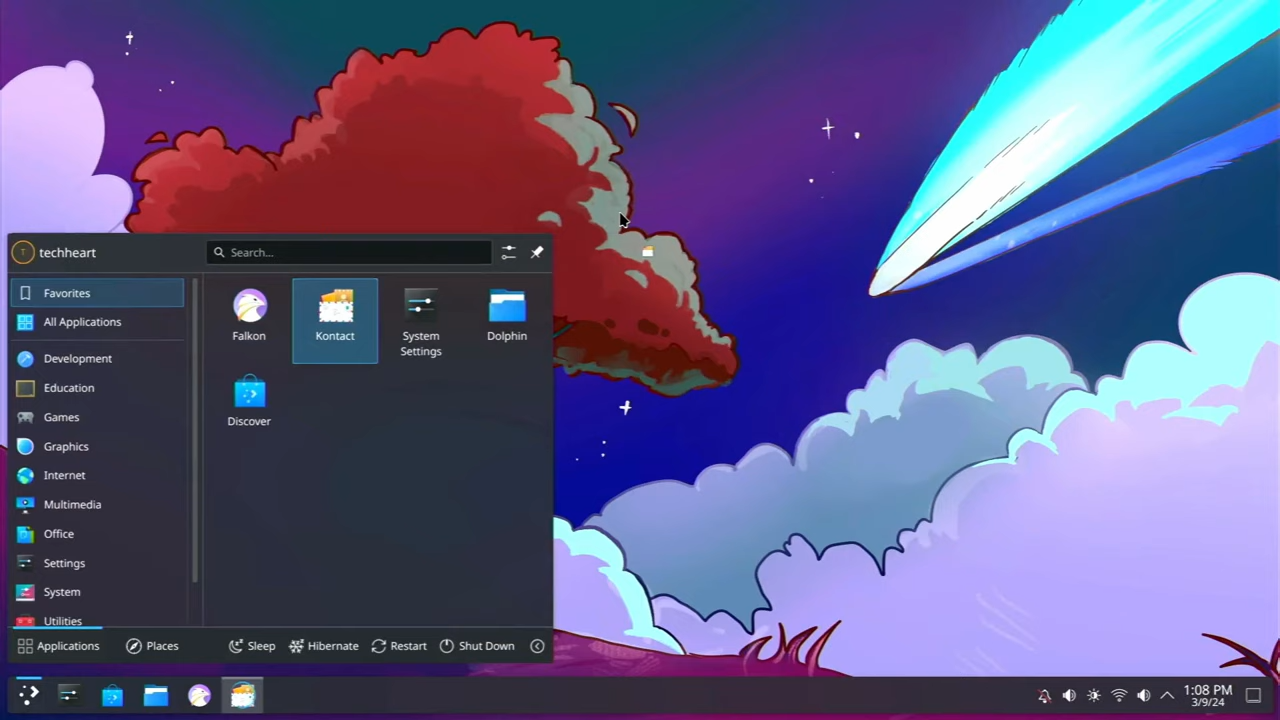 techheart
Search...
Favorites
All Applications
Development
Education
Games
Graphics
Internet
Multimedia
Office
Settings
System
Utilities
Falkon
Kontact
System
Settings
Dolphin
Discover
Applications
Places
Sleep
Hibernate
Restart
Shut Down
1:08 PM
3/9/24